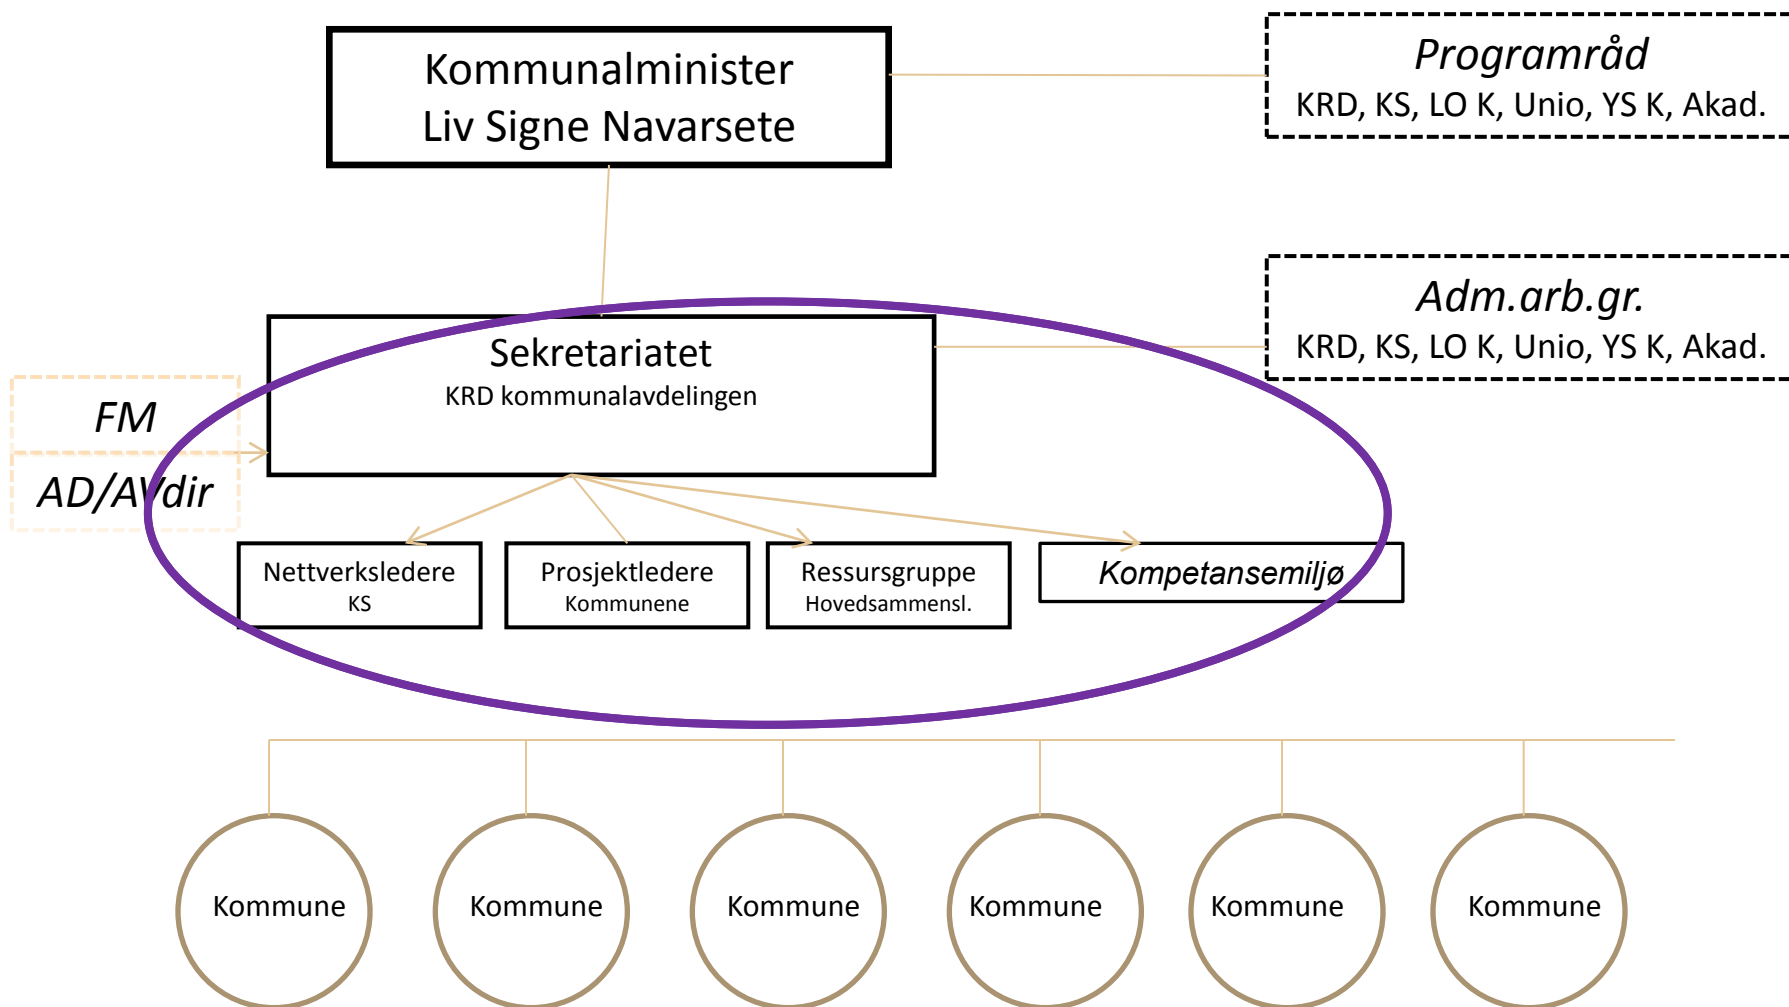 Kommunalminister
Liv Signe Navarsete
Programråd
KRD, KS, LO K, Unio, YS K, Akad.
Adm.arb.gr.
KRD, KS, LO K, Unio, YS K, Akad.
Sekretariatet
KRD kommunalavdelingen
FM
AD/AVdir
Nettverksledere
KS
Prosjektledere
Kommunene
Ressursgruppe
Hovedsammensl.
Kompetansemiljø
Kommune
Kommune
Kommune
Kommune
Kommune
Kommune